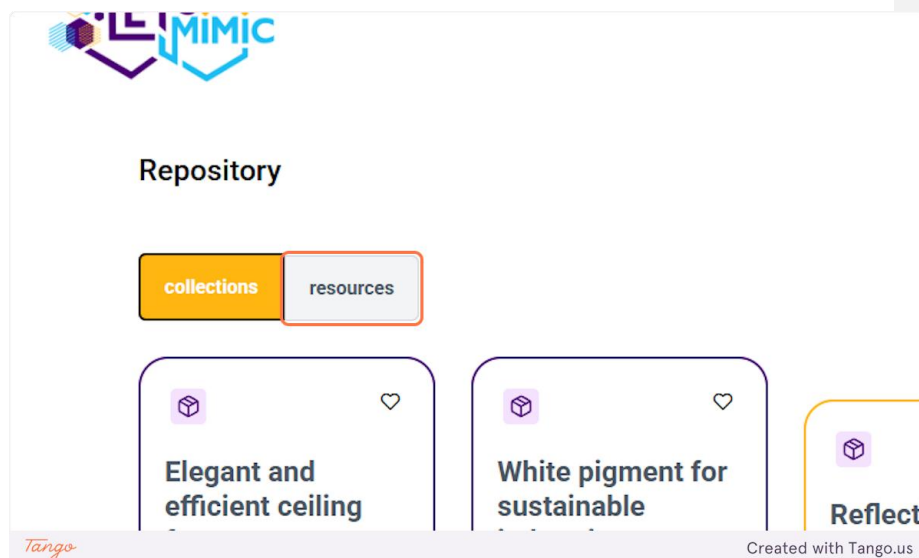 MIMIC
Repository
collections
resources
Elegant and
efficient ceiling
White pigment for
sustainable
Reflect
Tango
Created with Tango.us